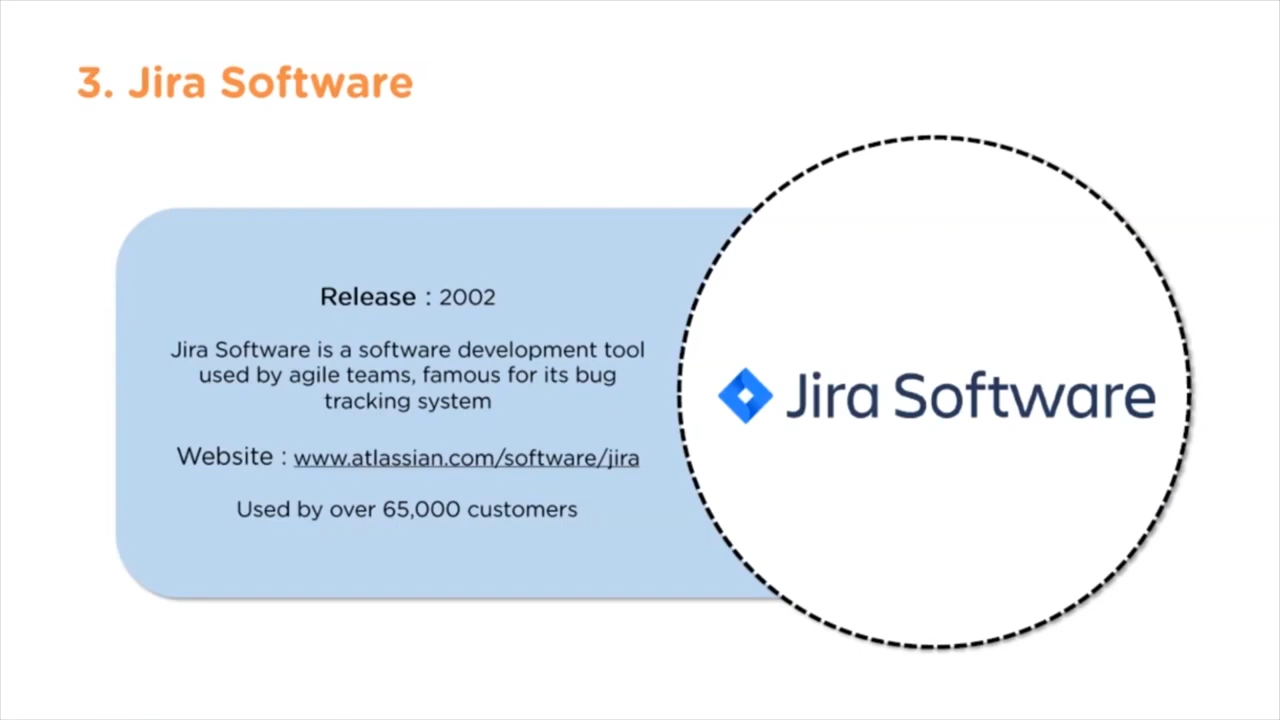 3. Jira Software
Release : 2002
Jira Software is a software development tool
used by agile teams, famous for its bug
tracking system
Website : www.atlassian.com/software/jira
Used by over 65,000 customers
Jira Software